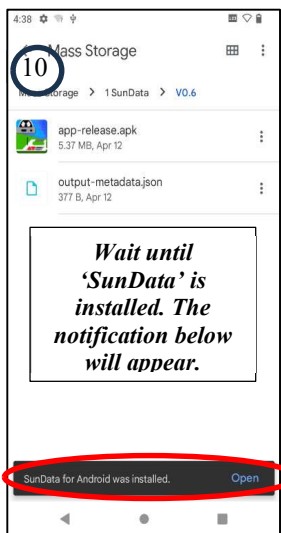 4:38
Mass Storage
10
Storage > 1 SunData > V0.6
app-release.apk
5.37 MB, Apr 12
output-metadata.json
377 B, Apr 12
Wait until
‘SunData’ is
installed. The
notification below
will appear.
SunData for Android was installed. Open